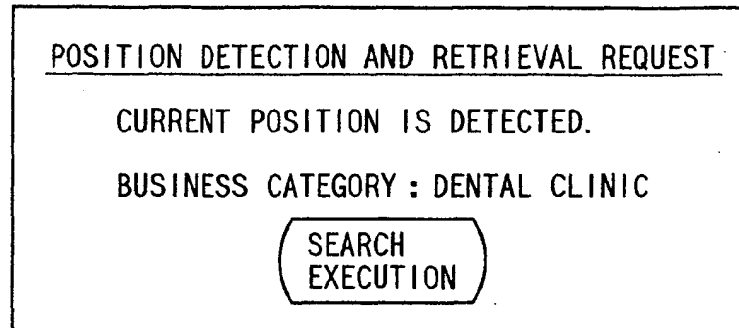 POSITION DETECTION AND RETRIEVAL REQUEST
CURRENT POSITION IS DETECTED.
BUSINESS CATEGORY : DENTAL CLINIC
SEARCH
EXECUTION